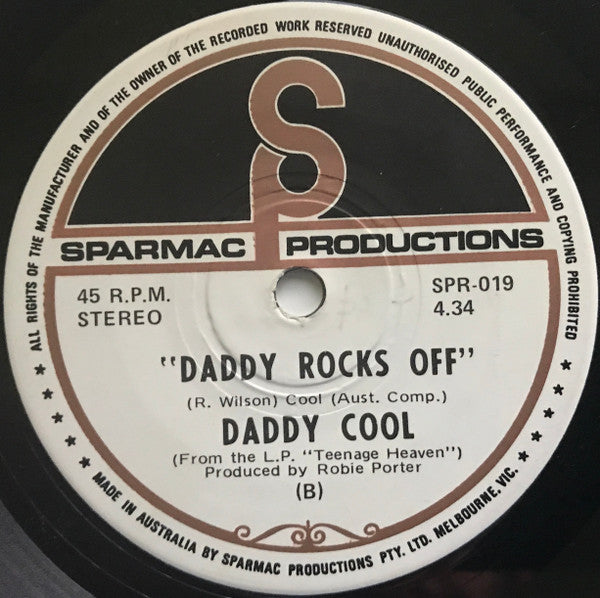 ALL RIGHTS OF THE MANUFACTURER AND OF THE OWNER OF THE RECORDED WORK RESERVED UNAUTHORISED PUBLIC PERFORMANCE AND COPYING PROHIBITED
SP
SPARMAC PRODUCTIONS
45 R.P.M.
STEREO
SPR-019
4.34
"DADDY ROCKS OFF"
(R. Wilson) Cool (Aust. Comp.)
DADDY COOL
(From the L.P. "Teenage Heaven")
Produced by Robie Porter
(B)
★ ★ ★ ★ ★ MADE IN AUSTRALIA BY SPARMAC PRODUCTIONS PTY. LTD. MELBOURNE, VIC. ★ ★ ★ ★ ★